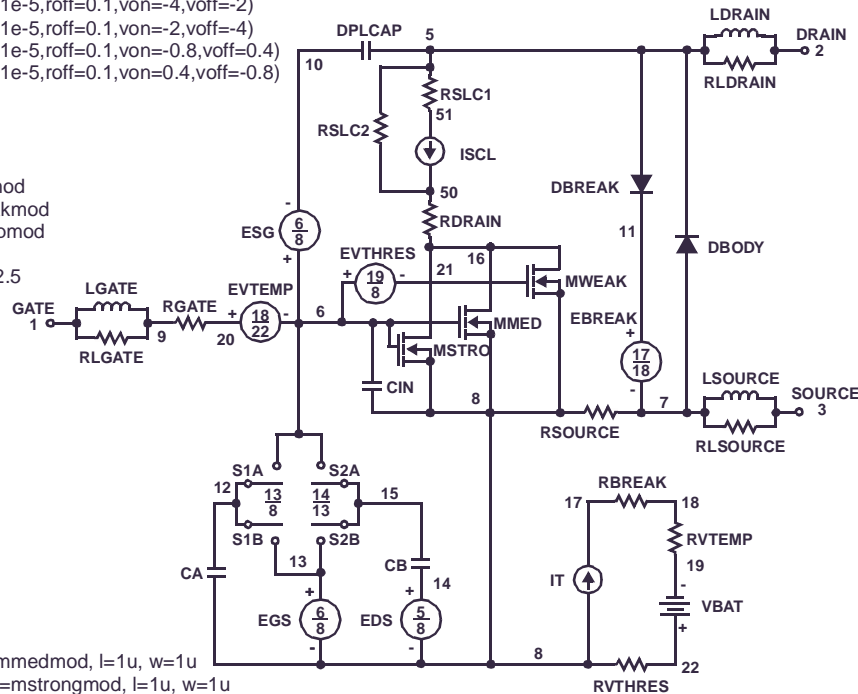 1e-5,roff=0.1,von=-4,voff=-2)
1e-5,roff=0.1,von=-2,voff=-4)
1e-5,roff=0.1,von=-0.8,voff=0.4)
1e-5,roff=0.1,von=0.4,voff=-0.8)
LDRAIN
DPLCAP
5
DRAIN
2
10
RLDRAIN
RSLC1
51
RSLC2
ISCL
nod
kmod
omod
50
DBREAK
-
RDRAIN
6
8
ESG
11
DBODY
EVTHRES
16
+
+
19
8
-
21
MWEAK
2.5
LGATE
EVTEMP
GATE
1
RGATE
+
18
22
-
6
MMED
EBREAK
+
9
20
MSTRO
17
18
RLGATE
LSOURCE
CIN
-
SOURCE
8
7
3
RSOURCE
RLSOURCE
S1A
S2A
12
13
8
14
13
15
RBREAK
17
18
S1B
S2B
RVTEMP
13
CB
19
CA
14
IT
-
+
+
VBAT
EGS
6
8
EDS
5
8
+
-
-
8
22
RVTHRES
mmedmod, l=1u, w=1u
=mstrongmod, l=1u, w=1u